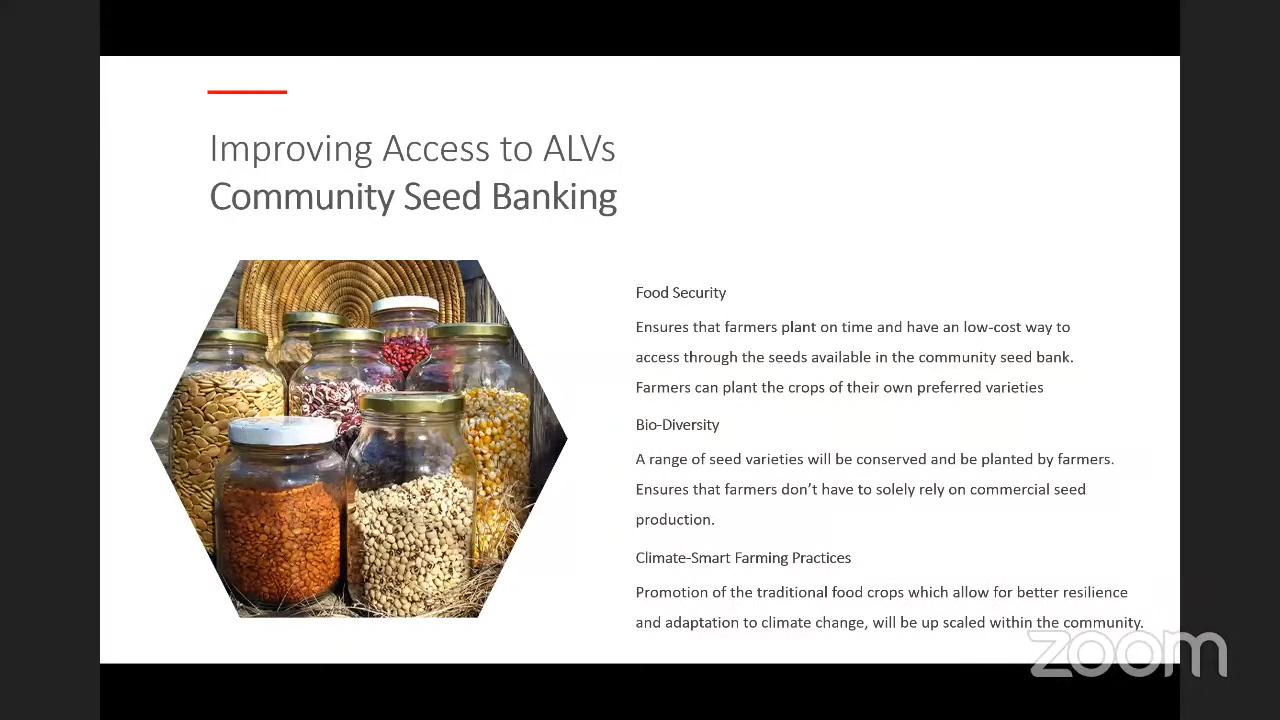 Improving Access to ALVs
Community Seed Banking
Food Security
Ensures that farmers plant on time and have an low-cost way to
access through the seeds available in the community seed bank.
Farmers can plant the crops of their own preferred varieties
Bio-Diversity
A range of seed varieties will be conserved and be planted by farmers.
Ensures that farmers don’t have to solely rely on commercial seed
production.
Climate-Smart Farming Practices
Promotion of the traditional food crops which allow for better resilience
and adaptation to climate change, will be up scaled within the community.
zoom